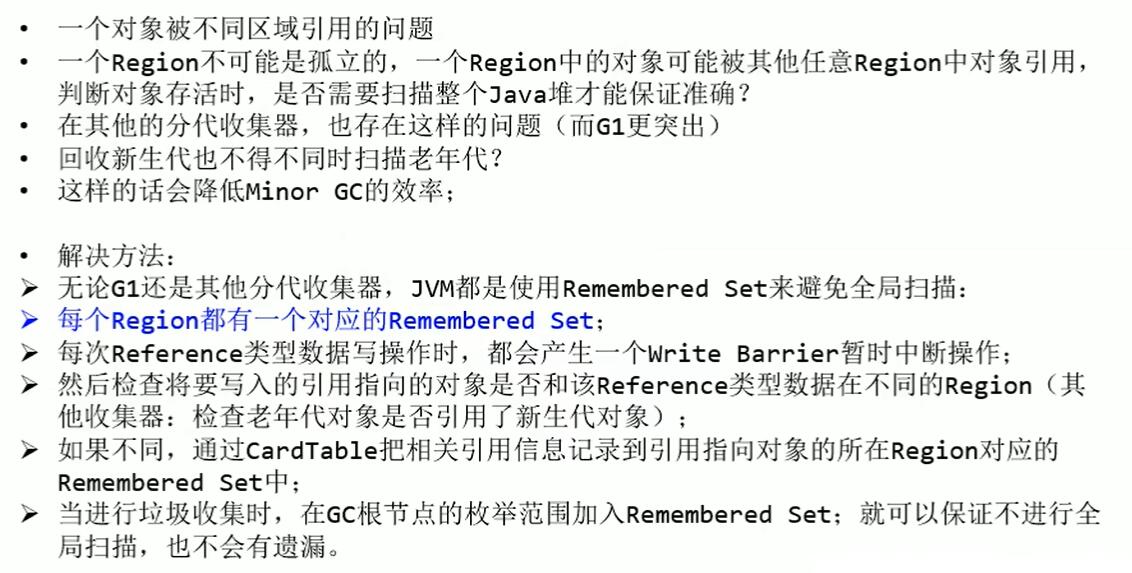 • 一个对象被不同区域引用的问题
• 一个Region不可能是孤立的，一个Region中的对象可能被其他任意Region中对象引用，
判断对象存活时，是否需要扫描整个Java堆才能保证准确？
• 在其他的分代收集器，也存在这样的问题（而G1更突出）
• 回收新生代也不得不同时扫描老年代？
• 这样的话会降低Minor GC的效率；
• 解决方法：
➢ 无论G1还是其他分代收集器，JVM都是使用Remembered Set来避免全局扫描：
➢ 每个Region都有一个对应的Remembered Set；
➢ 每次Reference类型数据写操作时，都会产生一个Write Barrier暂时中断操作；
➢ 然后检查将要写入的引用指向的对象是否和该Reference类型数据在不同的Region（其
他收集器：检查老年代对象是否引用了新生代对象）；
➢ 如果不同，通过CardTable把相关引用信息记录到引用指向对象的所在Region对应的
Remembered Set中；
➢ 当进行垃圾收集时，在GC根节点的枚举范围加入Remembered Set；就可以保证不进行全
局扫描，也不会有遗漏。